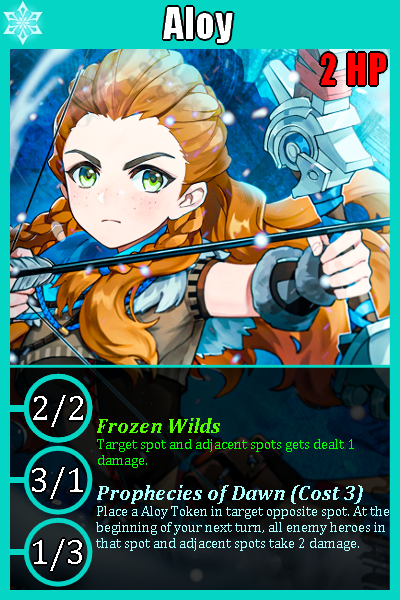 Aloy
2 HP
2/2
Frozen Wilds
Target spot and adjacent spots gets dealt 1
damage.
3/1
Prophecies of Dawn (Cost 3)
Place a Aloy Token in target opposite spot. At the
beginning of your next turn, all enemy heroes in
that spot and adjacent spots take 2 damage.
1/3